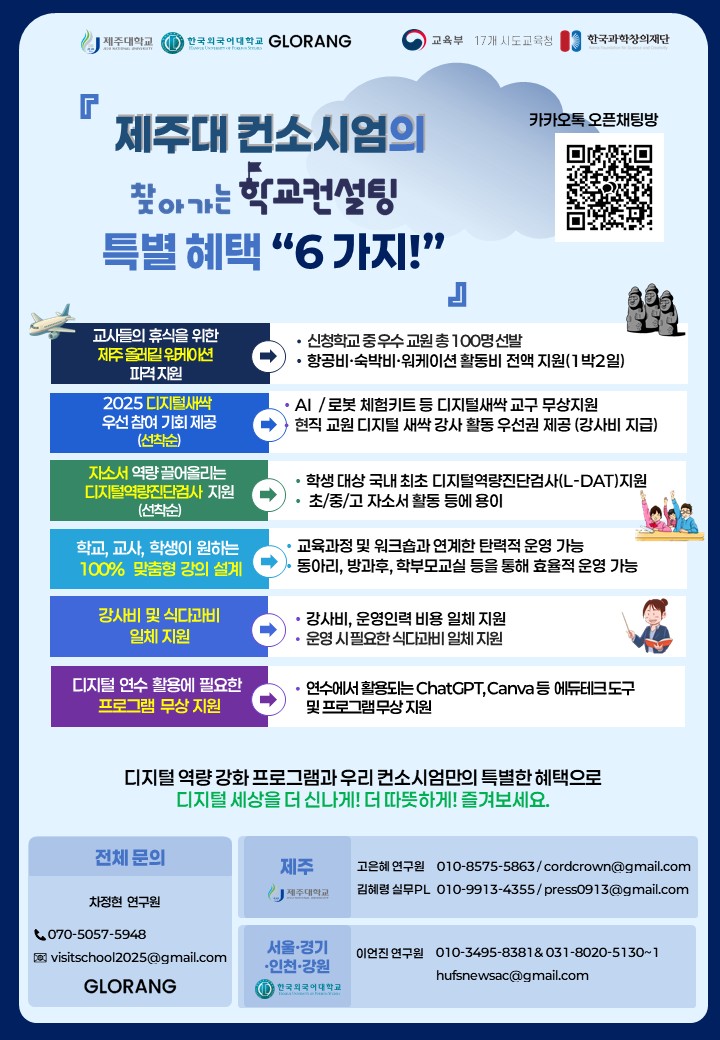 제주대학교
JEJU NATIONAL UNIVERSITY
한국외국어대학교
HANKUK UNIVERSITY OF FOREIGN STUDIES
GLORANG
교육부
17개 시도교육청
한국과학창의재단
『 제주대 컨소시엄의
찾아가는 학교컨설팅
특별 혜택 “6 가지!” 』
카카오톡 오픈채팅방
교사들의 휴식을 위한
제주 올레길 워케이션
파격 지원
• 신청학교 중 우수 교원 총 100명 선발
• 항공비·숙박비·워케이션 활동비 전액 지원(1박2일)
2025 디지털새싹
우선 참여 기회 제공
(선착순)
• AI / 로봇 체험키트 등 디지털새싹 교구 무상지원
• 현직 교원 디지털 새싹 강사 활동 우선권 제공 (강사비 지급)
자소서 역량 끌어올리는
디지털역량진단검사 지원
(선착순)
• 학생 대상 국내 최초 디지털역량진단검사(L-DAT)지원
• 초/중/고 자소서 활동 등에 용이
학교, 교사, 학생이 원하는
100% 맞춤형 강의 설계
• 교육과정 및 워크숍과 연계한 탄력적 운영 가능
• 동아리, 방과후, 학부모교실 등을 통해 효율적 운영 가능
강사비 및 식다과비
일체 지원
• 강사비, 운영인력 비용 일체 지원
• 운영 시 필요한 식다과비 일체 지원
디지털 연수 활용에 필요한
프로그램 무상 지원
• 연수에서 활용되는 ChatGPT, Canva 등 에듀테크 도구
및 프로그램 무상 지원
디지털 역량 강화 프로그램과 우리 컨소시엄만의 특별한 혜택으로
디지털 세상을 더 신나게! 더 따뜻하게! 즐겨보세요.
전체 문의
차정현 연구원
070-5057-5948
visitschool2025@gmail.com
GLORANG
제주
제주대학교
고은혜 연구원 010-8575-5863 / cordcrown@gmail.com
김혜령 실무PL 010-9913-4355 / press0913@gmail.com
서울·경기
·인천·강원
한국외국어대학교
HANKUK UNIVERSITY OF FOREIGN STUDIES
이언진 연구원 010-3495-8381& 031-8020-5130~1
hufsnewsac@gmail.com